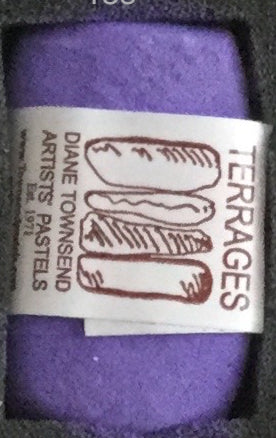 TERRAGES
DIANE TOWNSEND
ARTISTS' PASTELS
Est. 1971